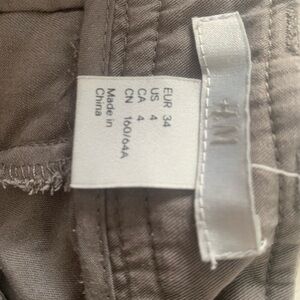 EUR 34
US 4
CA 4
CN 160/64A
Made in
China
H&M